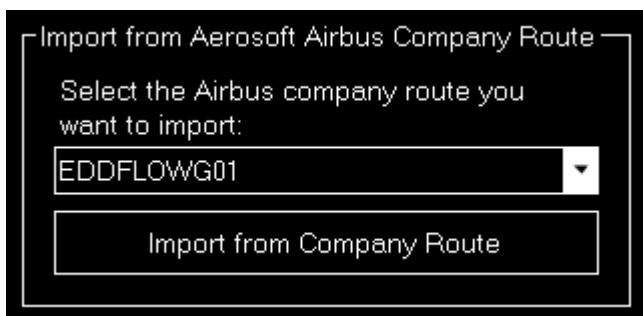 Import from Aerosoft Airbus Company Route
Select the Airbus company route you
want to import:
EDDFLOWG01
Import from Company Route